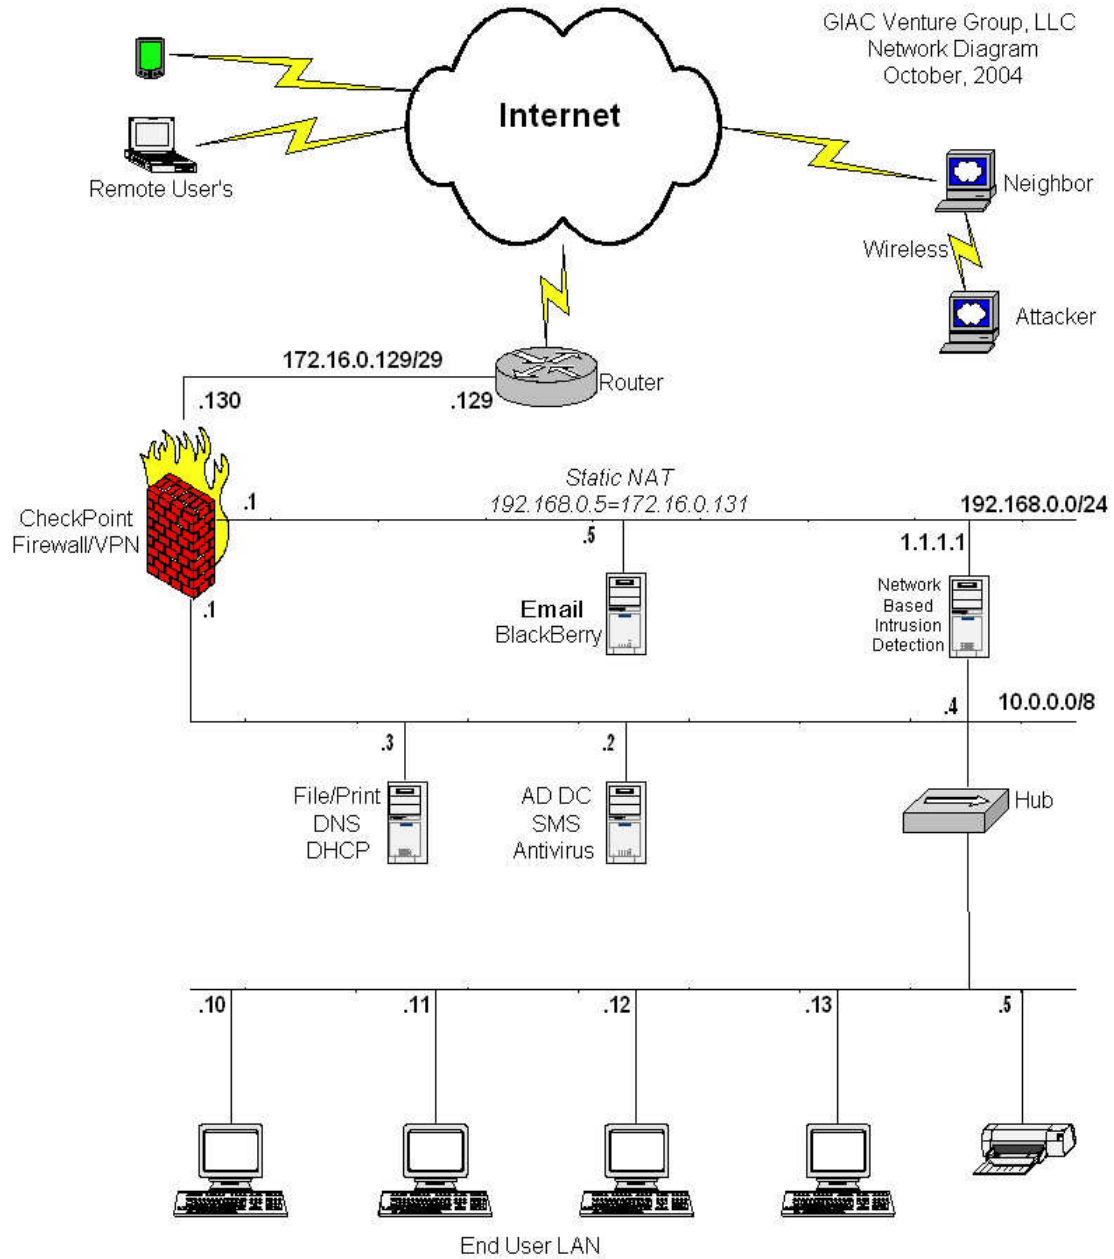 GIAC Venture Group, LLC
Network Diagram
October, 2004
Internet
Remote User's
Neighbor
Wireless
Attacker
172.16.0.129/29
Router
.130
.129
Static NAT
192.168.0.5=172.16.0.131
192.168.0.0/24
.1
CheckPoint
Firewall/VPN
.5
1.1.1.1
Email
BlackBerry
Network
Based
Intrusion
Detection
.1
.4
10.0.0.0/8
.3
.2
File/Print
DNS
DHCP
AD DC
SMS
Antivirus
Hub
.10
.11
.12
.13
.5
End User LAN